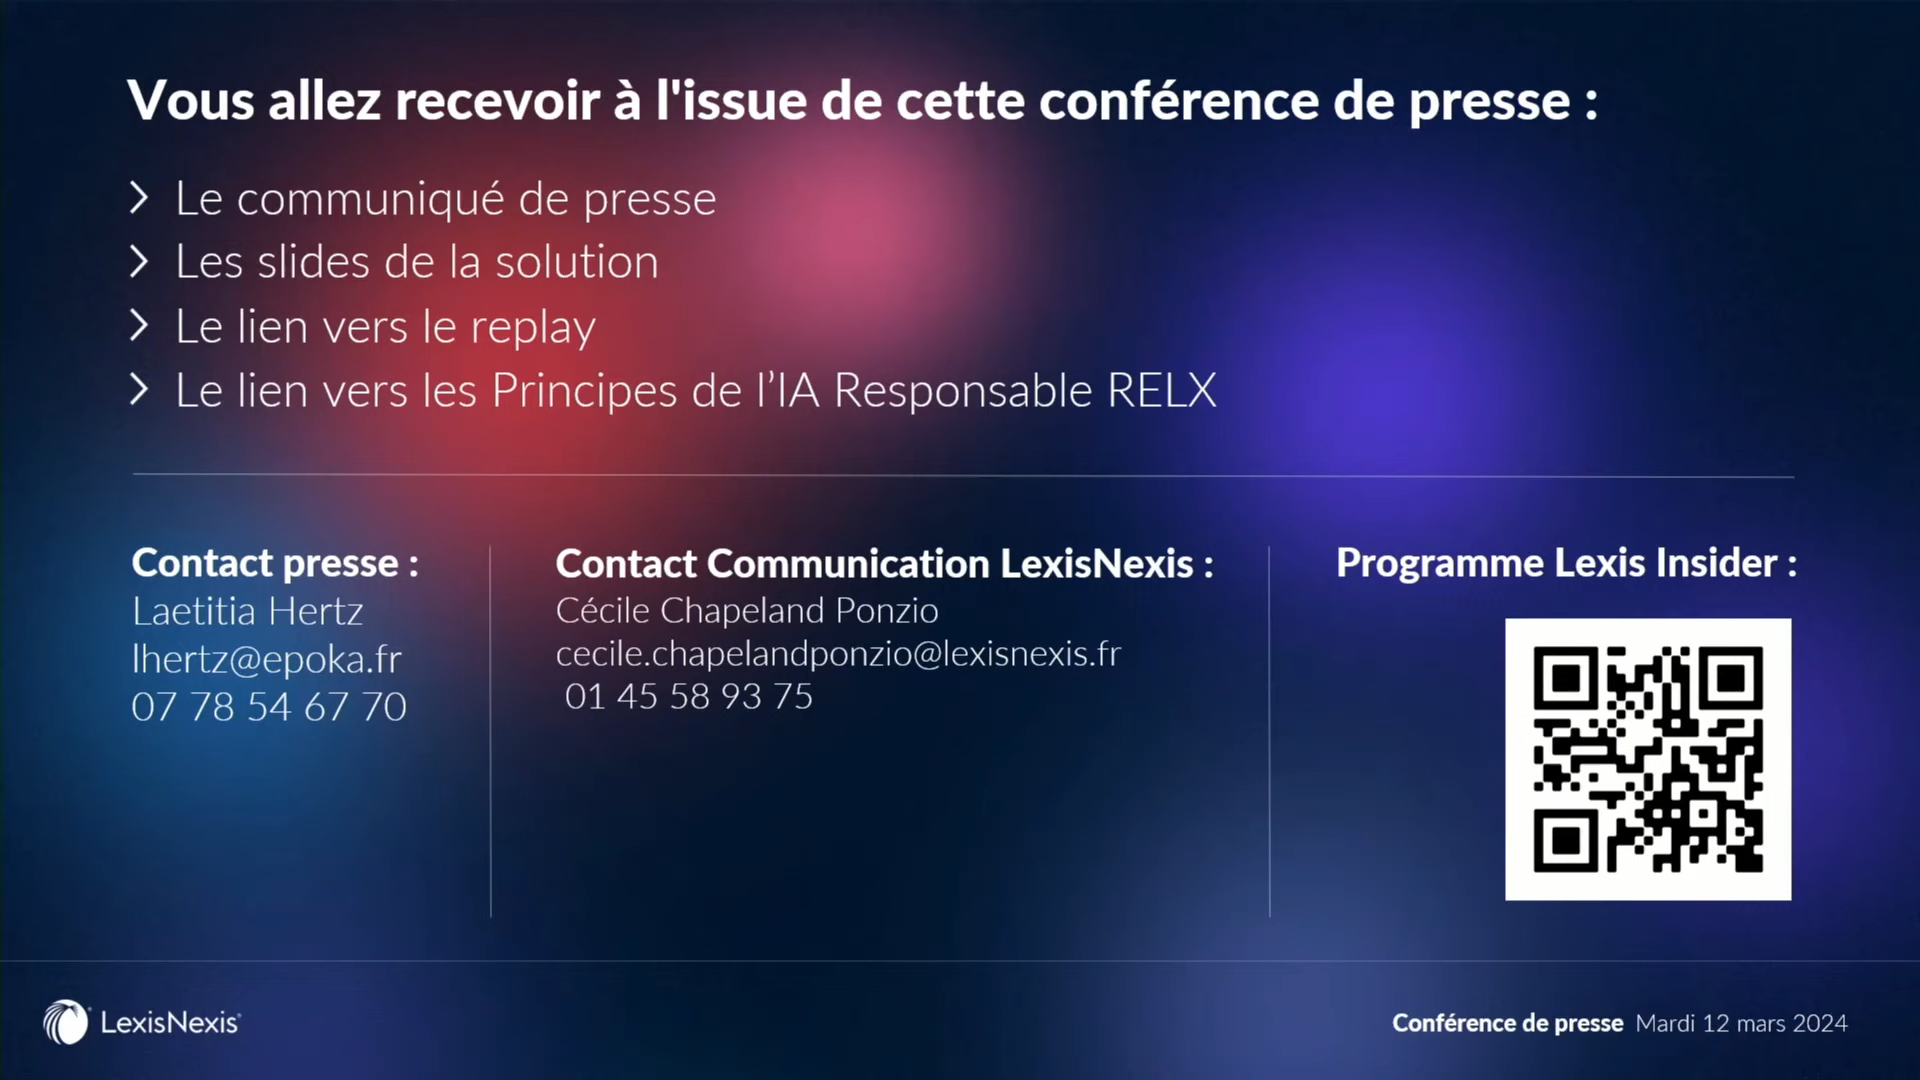 Vous allez recevoir à l'issue de cette conférence de presse :
Le communiqué de presse
Les slides de la solution
Le lien vers le replay
Le lien vers les Principes de l’IA Responsable RELX
Contact presse :
Laetitia Hertz
lhertz@epoka.fr
07 78 54 67 70
Contact Communication LexisNexis :
Cécile Chapeland Ponzio
cecile.chapelandponzio@lexisnexis.fr
01 45 58 93 75
Programme Lexis Insider :
LexisNexis®
Conférence de presse Mardi 12 mars 2024